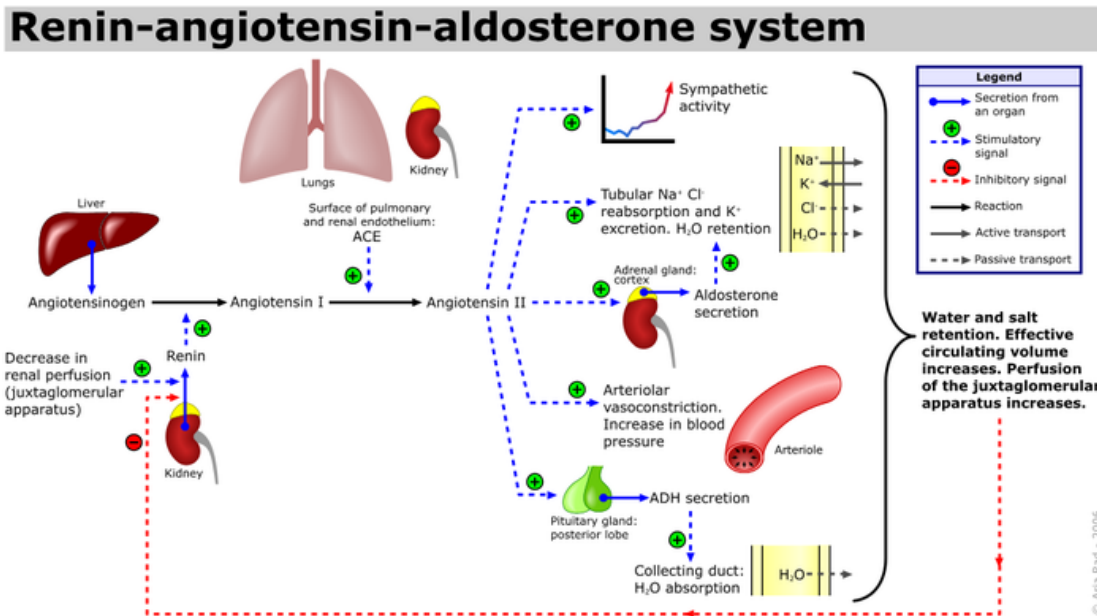 Renin-angiotensin-aldosterone system
Legend
Secretion from
an organ
+
Stimulatory
signal
−
Inhibitory signal
Reaction
Active transport
Passive transport
Lungs
Kidney
Sympathetic
activity
+
Liver
Surface of pulmonary
and renal endothelium:
ACE
+
Tubular Na⁺ Cl⁻
reabsorption and K⁺
excretion. H₂O retention
+
Na⁺
K⁺
Cl⁻
H₂O
Angiotensinogen
Angiotensin I
Angiotensin II
+
Adrenal gland:
cortex
+
Aldosterone
secretion
Decrease in
renal perfusion
(juxtaglomerular
apparatus)
+
Renin
+
−
Kidney
+
Arteriolar
vasoconstriction.
Increase in blood
pressure
Arteriole
+
Pituitary gland:
posterior lobe
ADH secretion
+
Collecting duct:
H₂O absorption
H₂O
Water and salt
retention. Effective
circulating volume
increases. Perfusion
of the juxtaglomerular
apparatus increases.
© Aria Rad - 2006